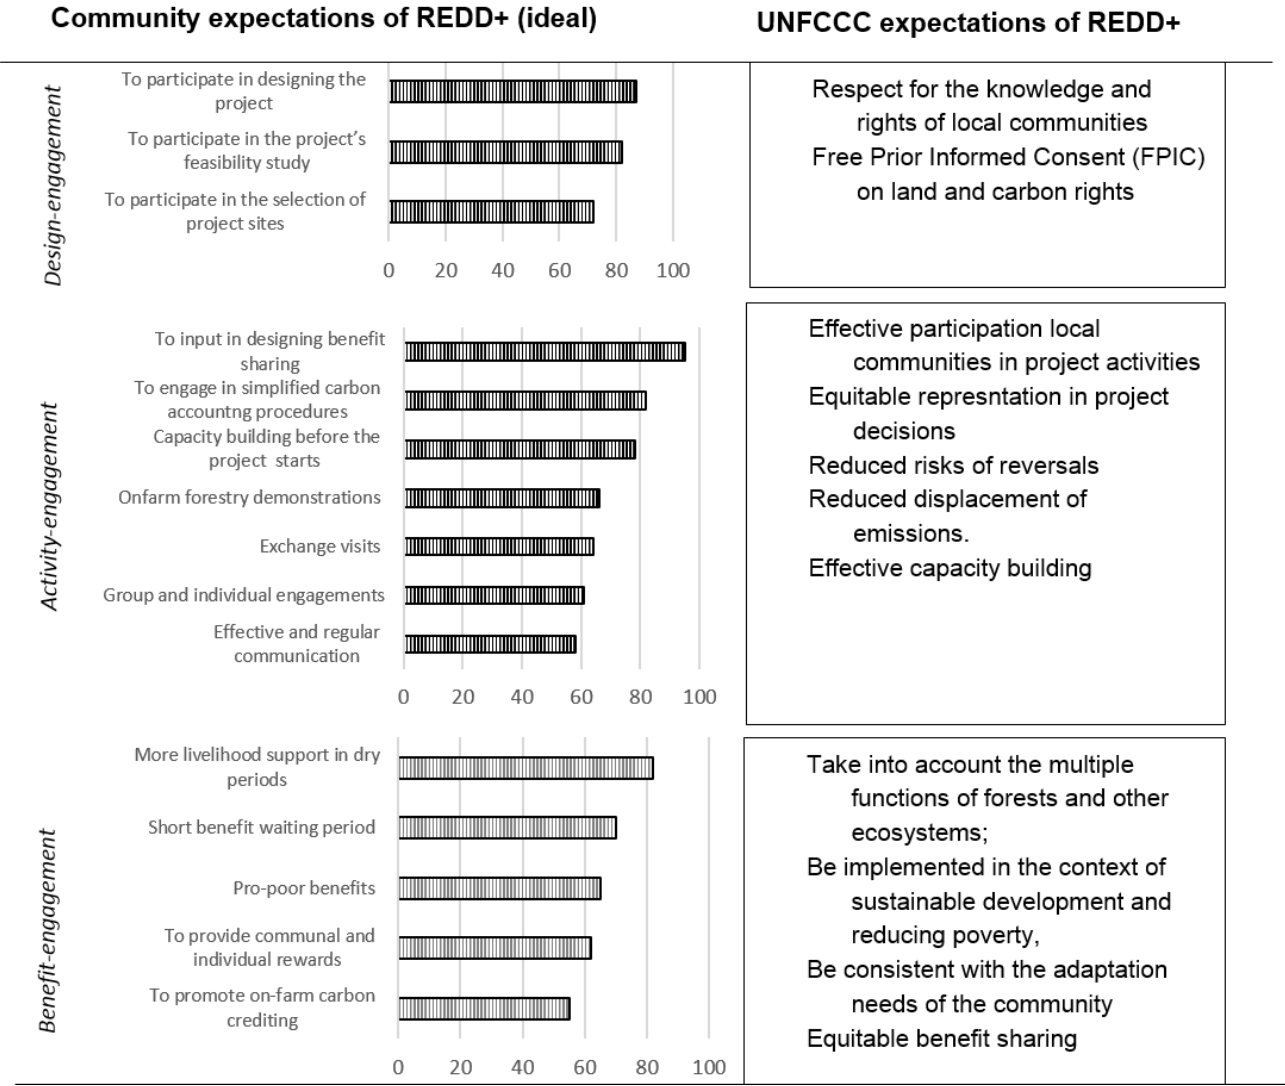 Community expectations of REDD+ (ideal)
UNFCCC expectations of REDD+
Design-engagement
To participate in designing the
project
To participate in the project's
feasibility study
To participate in the selection of
project sites
0 20 40 60 80 100
Respect for the knowledge and
rights of local communities
Free Prior Informed Consent (FPIC)
on land and carbon rights
Activity-engagement
To input in designing benefit
sharing
To engage in simplified carbon
accountng procedures
Capacity building before the
project starts
Onfarm forestry demonstrations
Exchange visits
Group and individual engagements
Effective and regular
communication
0 20 40 60 80 100
Effective participation local
communities in project activities
Equitable represntation in project
decisions
Reduced risks of reversals
Reduced displacement of
emissions.
Effective capacity building
Benefit-engagement
More livelihood support in dry
periods
Short benefit waiting period
Pro-poor benefits
To provide communal and
individual rewards
To promote on-farm carbon
crediting
0 20 40 60 80 100
Take into account the multiple
functions of forests and other
ecosystems;
Be implemented in the context of
sustainable development and
reducing poverty,
Be consistent with the adaptation
needs of the community
Equitable benefit sharing